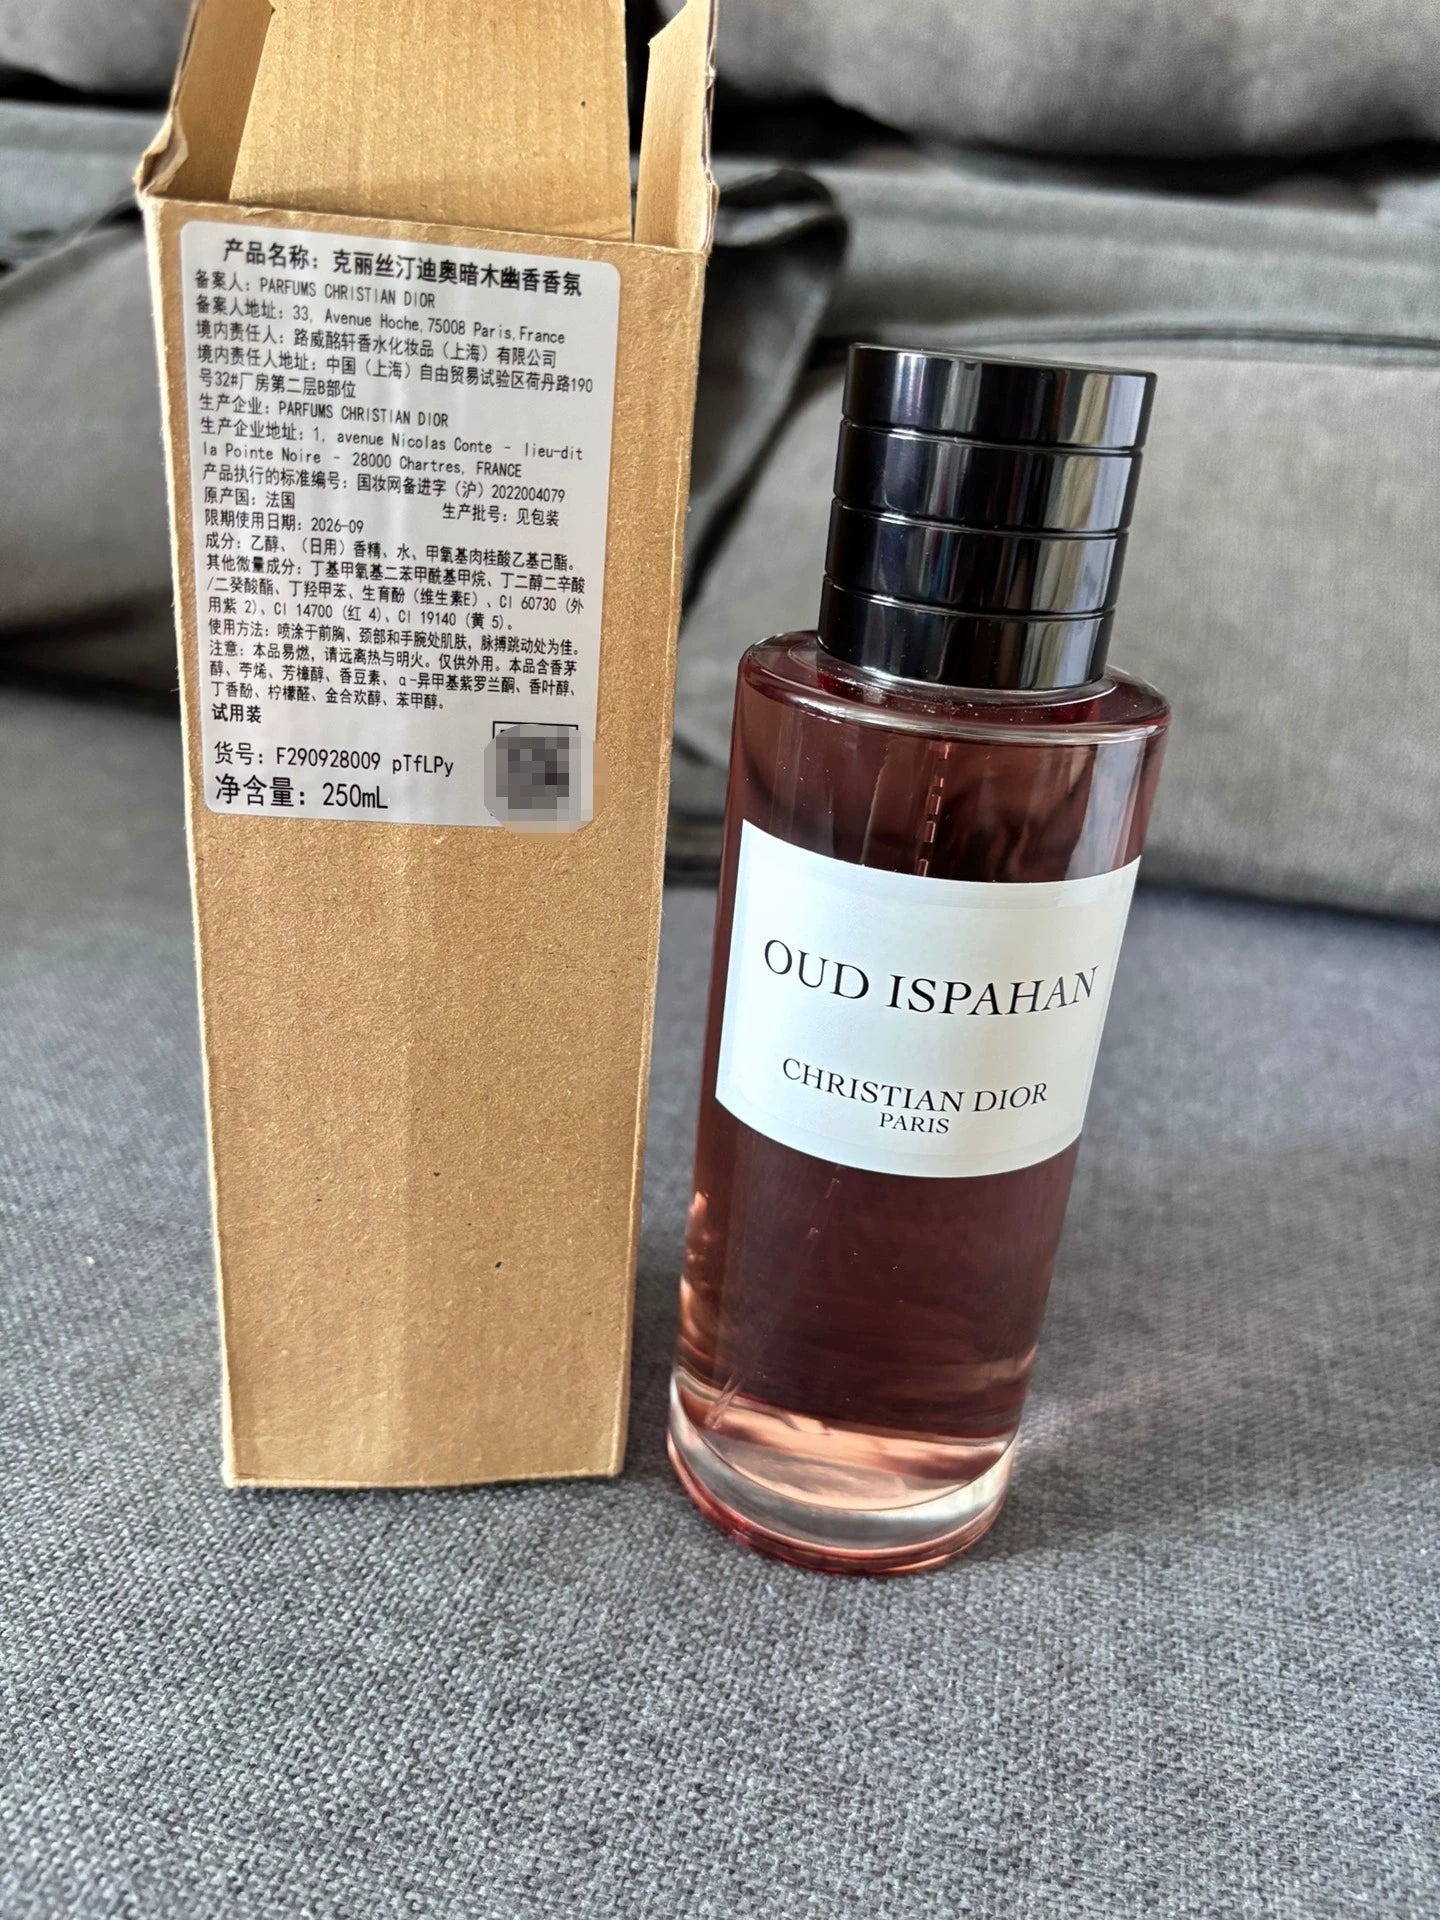 产品名称：克丽丝汀迪奥暗木幽香香氛
备案人：PARFUMS CHRISTIAN DIOR
备案人地址：33, Avenue Hoche,75008 Paris,France
境内责任人：路威酩轩香水化妆品（上海）有限公司
境内责任人地址：中国（上海）自由贸易试验区荷丹路190
号32#厂房第二层B部位
生产企业：PARFUMS CHRISTIAN DIOR
生产企业地址：1, avenue Nicolas Conte - lieu-dit
la Pointe Noire - 28000 Chartres, FRANCE
产品执行的标准编号：国妆网备进字（沪）2022004079
原产国：法国 生产批号：见包装
限期使用日期：2026-09
成分：乙醇、（日用）香精、水、甲氧基肉桂酸乙基己酯。
其他微量成分：丁基甲氧基二苯甲酰基甲烷、丁二醇二辛酸
/二癸酸酯、丁羟甲苯、生育酚（维生素E）、CI 60730（外
用紫 2）、CI 14700（红 4）、CI 19140（黄 5）。
使用方法：喷涂于前胸、颈部和手腕处肌肤，脉搏跳动处为佳。
注意：本品易燃，请远离热与明火。仅供外用。本品含香茅
醇、苧烯、芳樟醇、香豆素、α-异甲基紫罗兰酮、香叶醇、
丁香酚、柠檬醛、金合欢醇、苯甲醇。
试用装
货号：F290928009 pTfLPy
净含量：250mL
OUD ISPAHAN
CHRISTIAN DIOR
PARIS